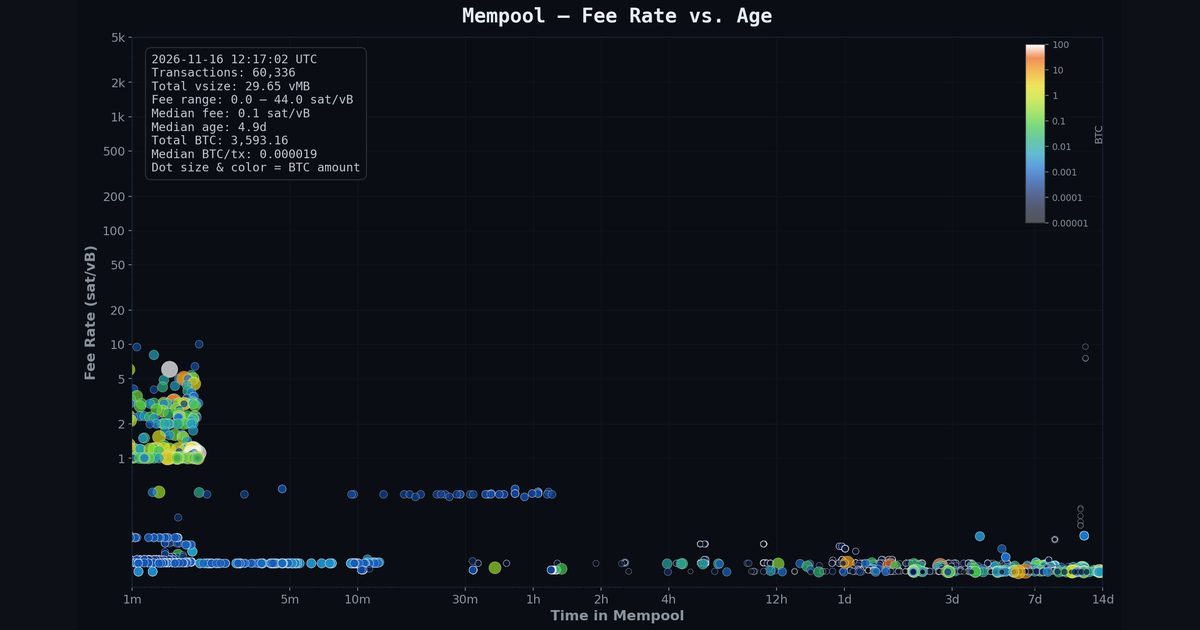 Mempool — Fee Rate vs. Age
2026-11-16 12:17:02 UTC
Transactions: 60,336
Total vsize: 29.65 vMB
Fee range: 0.0 – 44.0 sat/vB
Median fee: 0.1 sat/vB
Median age: 4.9d
Total BTC: 3,593.16
Median BTC/tx: 0.000019
Dot size & color = BTC amount
Fee Rate (sat/vB)
5k
2k
1k
500
200
100
50
20
10
5
2
1
100
10
1
0.1
0.01
0.001
0.0001
0.00001
BTC
1m
5m
10m
30m
1h
2h
4h
12h
1d
3d
7d
14d
Time in Mempool